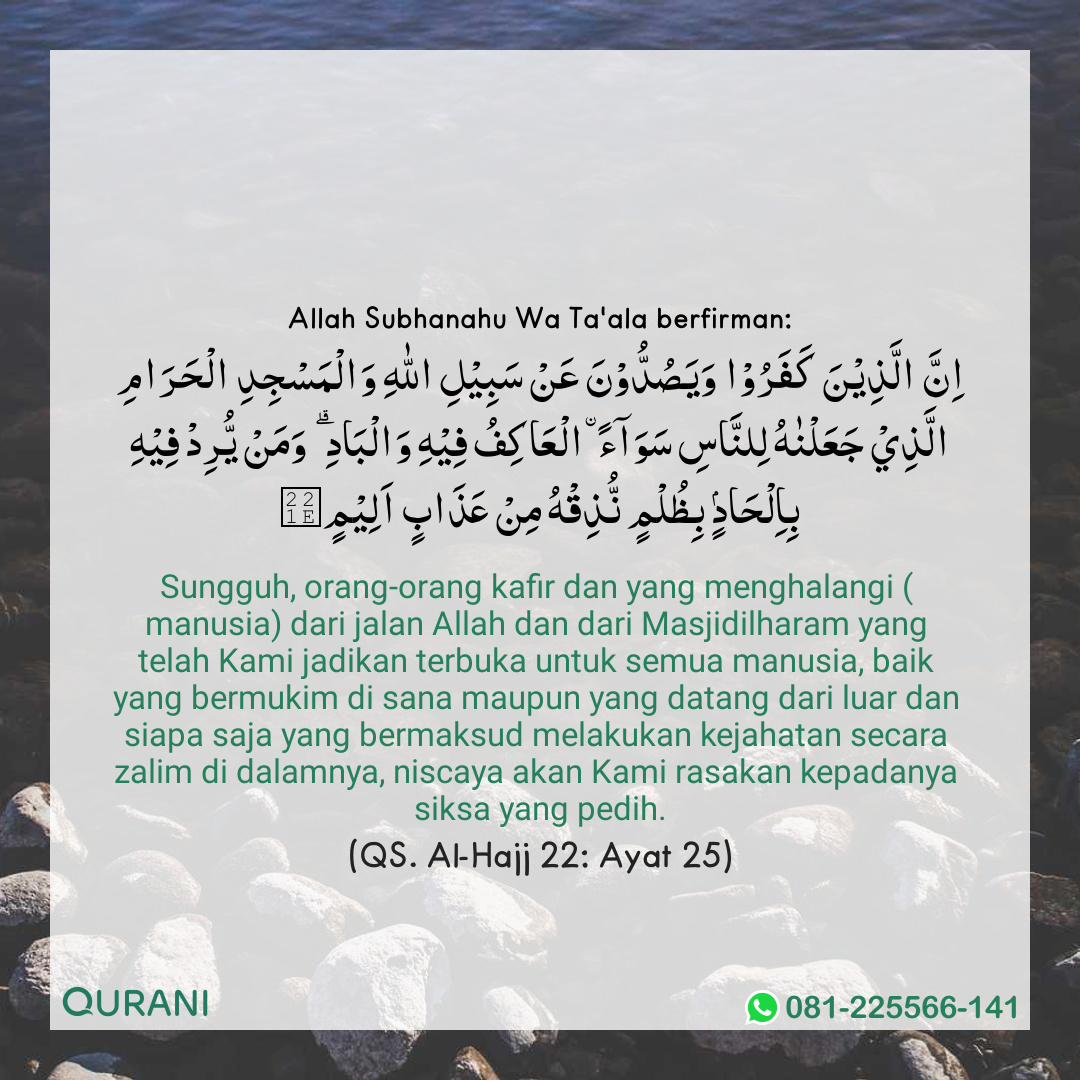 Allah Subhanahu Wa Ta'ala berfirman:
اِنَّ الَّذِيْنَ كَفَرُوْا وَيَصُدُّوْنَ عَنْ سَبِيْلِ اللّٰهِ وَالْمَسْجِدِ الْحَرَامِ
الَّذِيْ جَعَلْنٰهُ لِلنَّاسِ سَوَآءً ۨالْعَاكِفُ فِيْهِ وَالْبَادِۗ وَمَنْ يُّرِدْ فِيْهِ
بِاِلْحَادٍۢ بِظُلْمٍ نُّذِقْهُ مِنْ عَذَابٍ اَلِيْمٍ
Sungguh, orang-orang kafir dan yang menghalangi (
manusia) dari jalan Allah dan dari Masjidilharam yang
telah Kami jadikan terbuka untuk semua manusia, baik
yang bermukim di sana maupun yang datang dari luar dan
siapa saja yang bermaksud melakukan kejahatan secara
zalim di dalamnya, niscaya akan Kami rasakan kepadanya
siksa yang pedih.
(QS. Al-Hajj 22: Ayat 25)
QURANI
081-225566-141